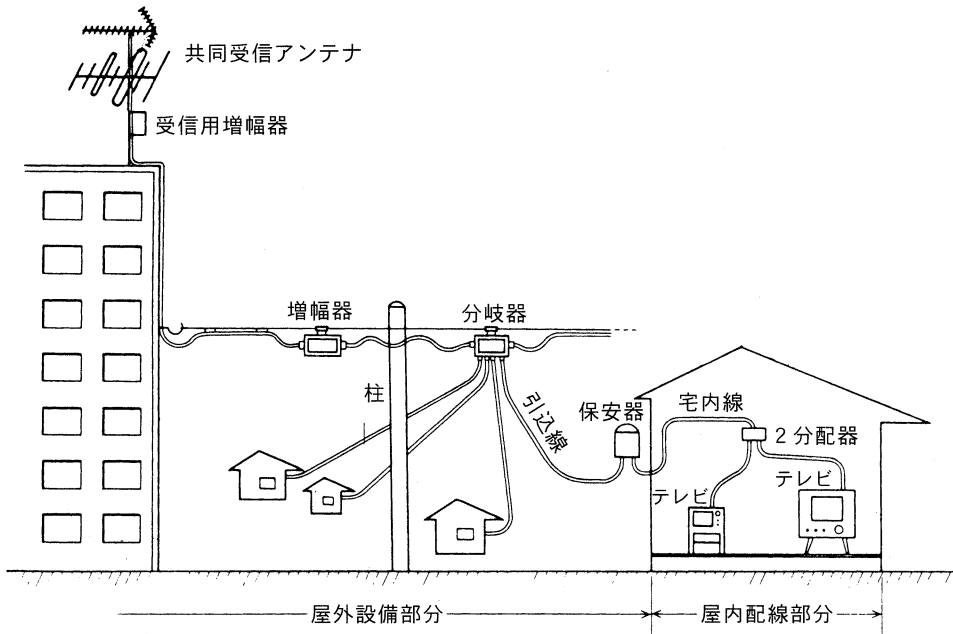 共同受信アンテナ
受信用増幅器
増幅器
分岐器
柱
引込線
保安器
宅内線
2分配器
テレビ
テレビ
屋外設備部分
屋内配線部分